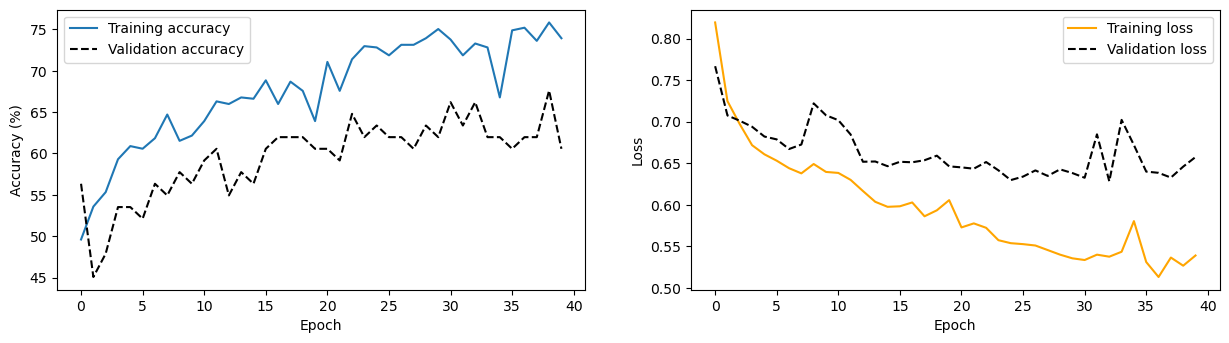 Training accuracy
Validation accuracy
Accuracy (%)
75
70
65
60
55
50
45
0 5 10 15 20 25 30 35 40
Epoch
Training loss
Validation loss
Loss
0.80
0.75
0.70
0.65
0.60
0.55
0.50
0 5 10 15 20 25 30 35 40
Epoch